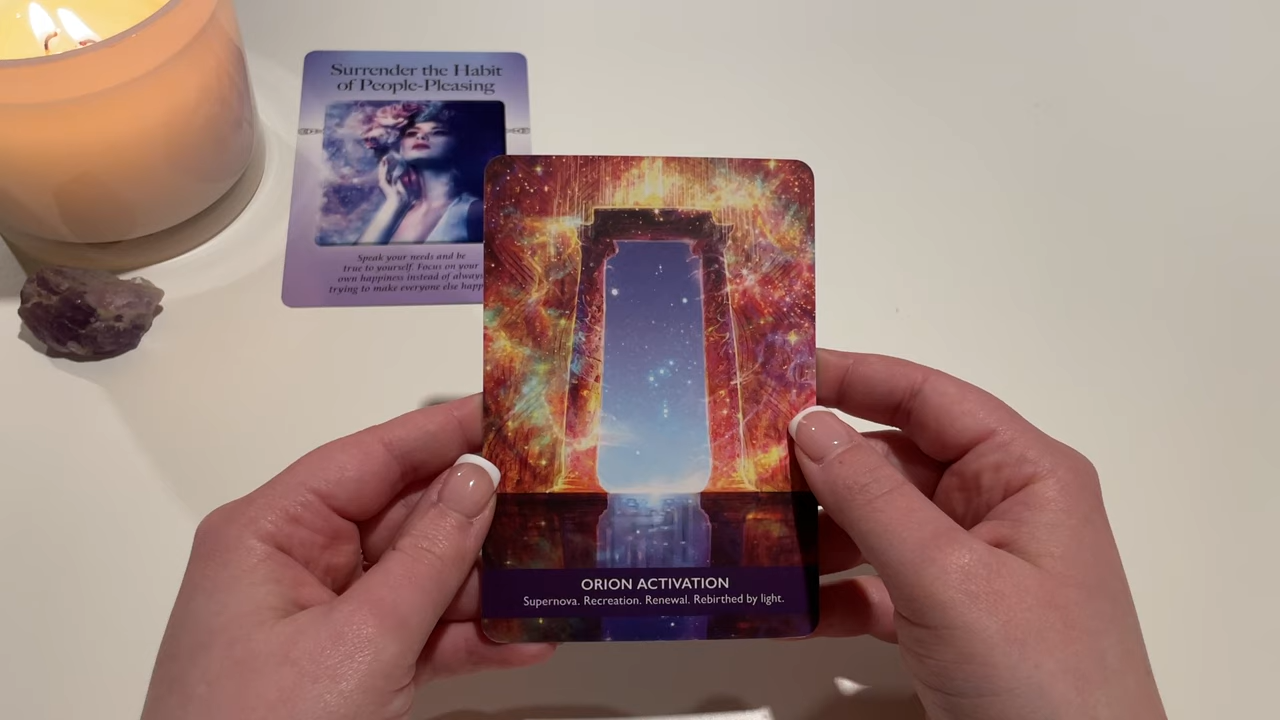 Surrender the Habit
of People-Pleasing
Speak your needs and be
true to yourself. Focus on your
own happiness instead of always
trying to make everyone else happ
ORION ACTIVATION
Supernova. Recreation. Renewal. Rebirthed by light.